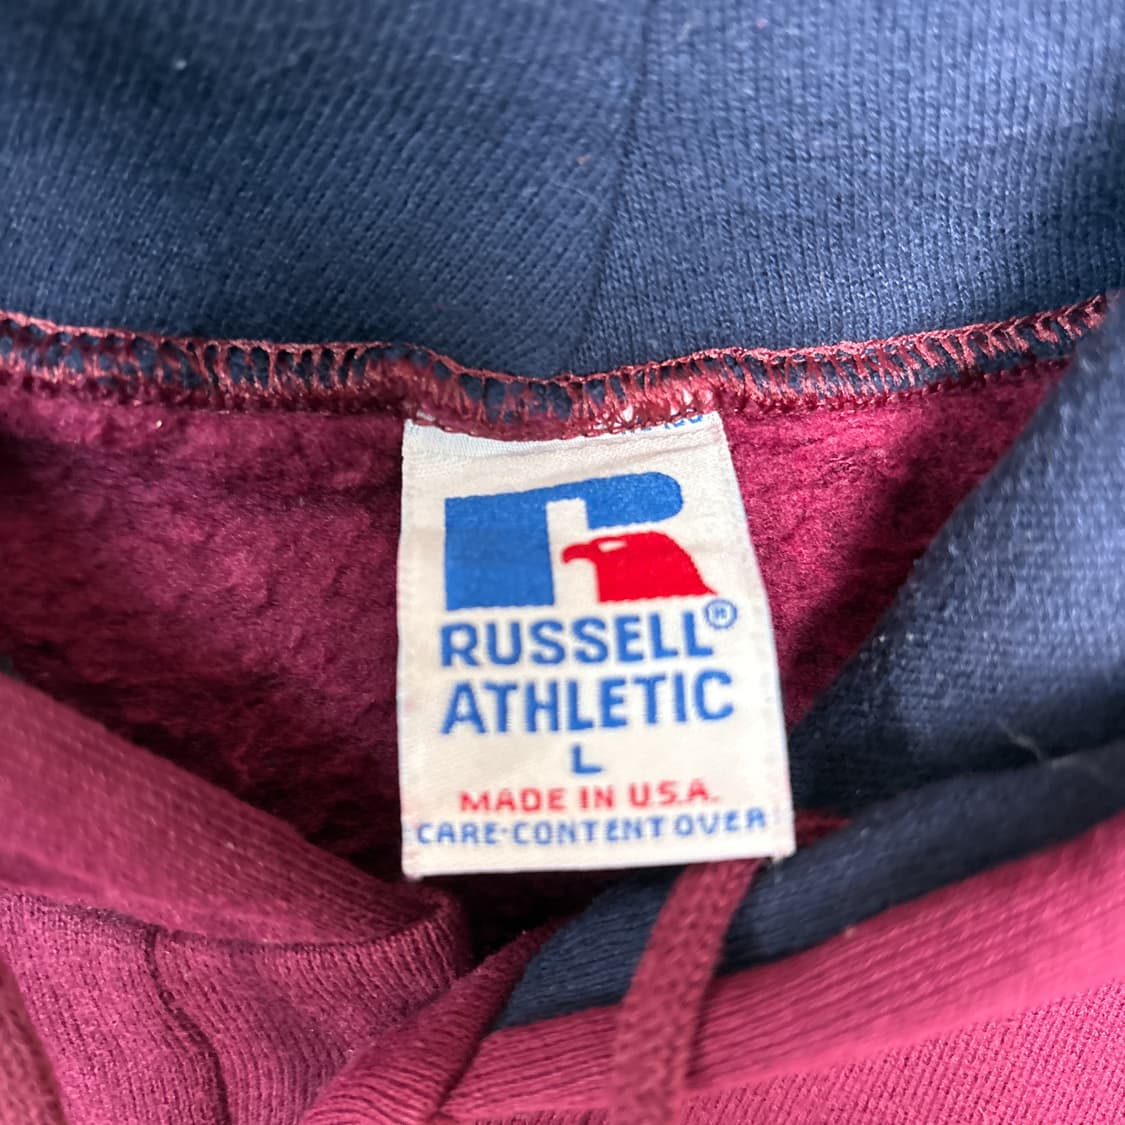 RUSSELL®
ATHLETIC
L
MADE IN U.S.A.
CARE-CONTENT OVER